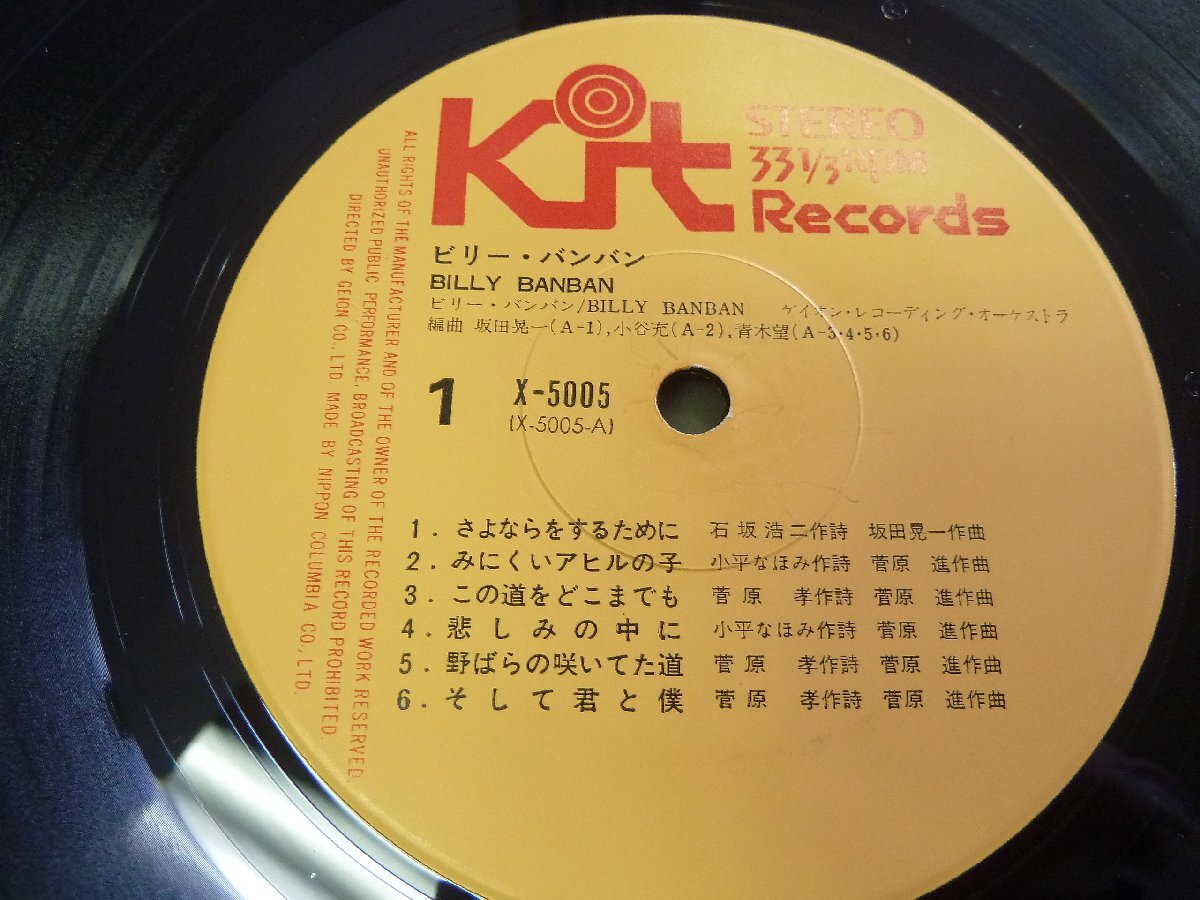 Kit
STEREO
33 1/3 rpm
Records
ビリー・バンバン
BILLY BANBAN
ビリー・バンバン/BILLY BANBAN ゲイオン・レコーディング・オーケストラ
編曲 坂田晃一(A-1),小谷充(A-2),青木望(A-3・4・5・6)
1 X-5005
(X-5005-A)
1. さよならをするために 石坂浩二作詩 坂田晃一作曲
2. みにくいアヒルの子 小平なほみ作詩 菅原 進作曲
3. この道をどこまでも 菅原 孝作詩 菅原 進作曲
4. 悲しみの中に 小平なほみ作詩 菅原 進作曲
5. 野ばらの咲いてた道 菅原 孝作詩 菅原 進作曲
6. そして君と僕 菅原 孝作詩 菅原 進作曲
ALL RIGHTS OF THE MANUFACTURER AND OF THE OWNER OF THE RECORDED WORK RESERVED.
UNAUTHORIZED PUBLIC PERFORMANCE, BROADCASTING OF THIS RECORD PROHIBITED.
DIRECTED BY GEION CO., LTD MADE BY NIPPON COLUMBIA CO., LTD.